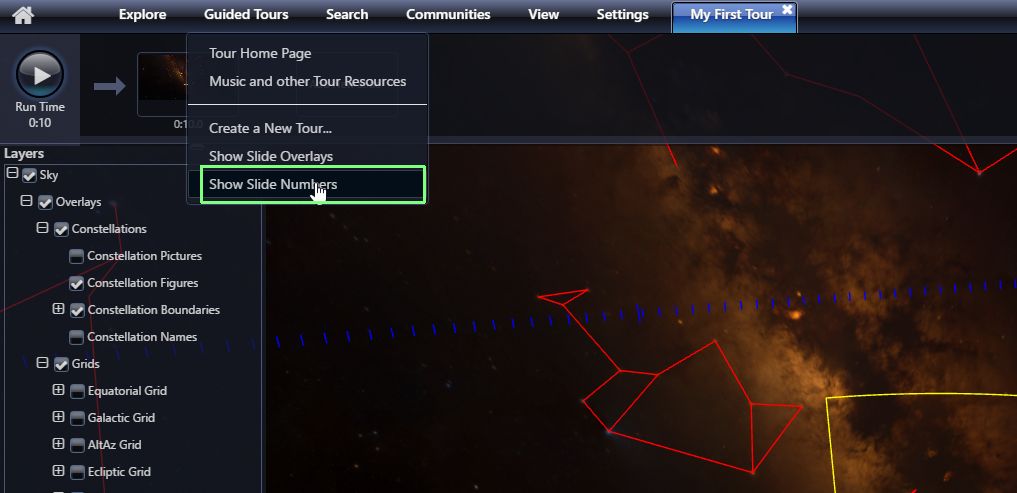 Explore Guided Tours Search Communities View Settings My First Tour
Tour Home Page
Music and other Tour Resources
Run Time
0:10
0:10.0
Create a New Tour...
Show Slide Overlays
Show Slide Numbers
Layers
Sky
Overlays
Constellations
Constellation Pictures
Constellation Figures
Constellation Boundaries
Constellation Names
Grids
Equatorial Grid
Galactic Grid
AltAz Grid
Ecliptic Grid